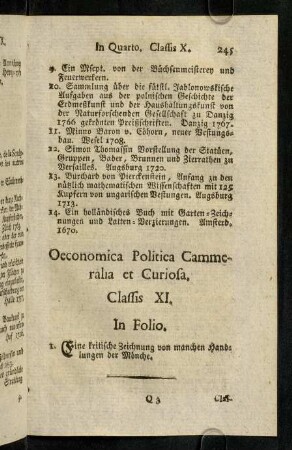 In Quarto, Classis X. 245
9. Ein Mscpt. von der Büchsenmeisterey und
Feuerwerkern.
10. Sammlung über die fürstl. Jablonowskische
Aufgaben aus der polnischen Geschichte der
Erdmeßkunst und der Haushaltungskunst von
der Naturforschenden Gesellschaft zu Danzig
1766 gekrönten Preisschriften. Danzig 1767.
11. Minno Baron v. Cöhorn, neuer Vestungs-
bau. Wesel 1708.
12. Simon Thomassin Vorstellung der Statüen,
Gruppen, Bader, Brunnen und Zierrathen zu
Versailles. Augsburg 1720.
13. Burchard von Pierckenstein, Anfang zu den
nützlich mathematischen Wissenschaften mit 125
Kupfern von ungarischen Vestungen. Augsburg
1713.
14. Ein holländisches Buch mit Garten-Zeich-
nungen und Latten-Verzierungen. Amsterd.
1670.
Oeconomica Politica Camme-
ralia et Curiosa.
Classis XI.
In Folio.
1. Eine kritische Zeichnung von manchen Hand-
lungen der Mönche.
Q 3 Clas-